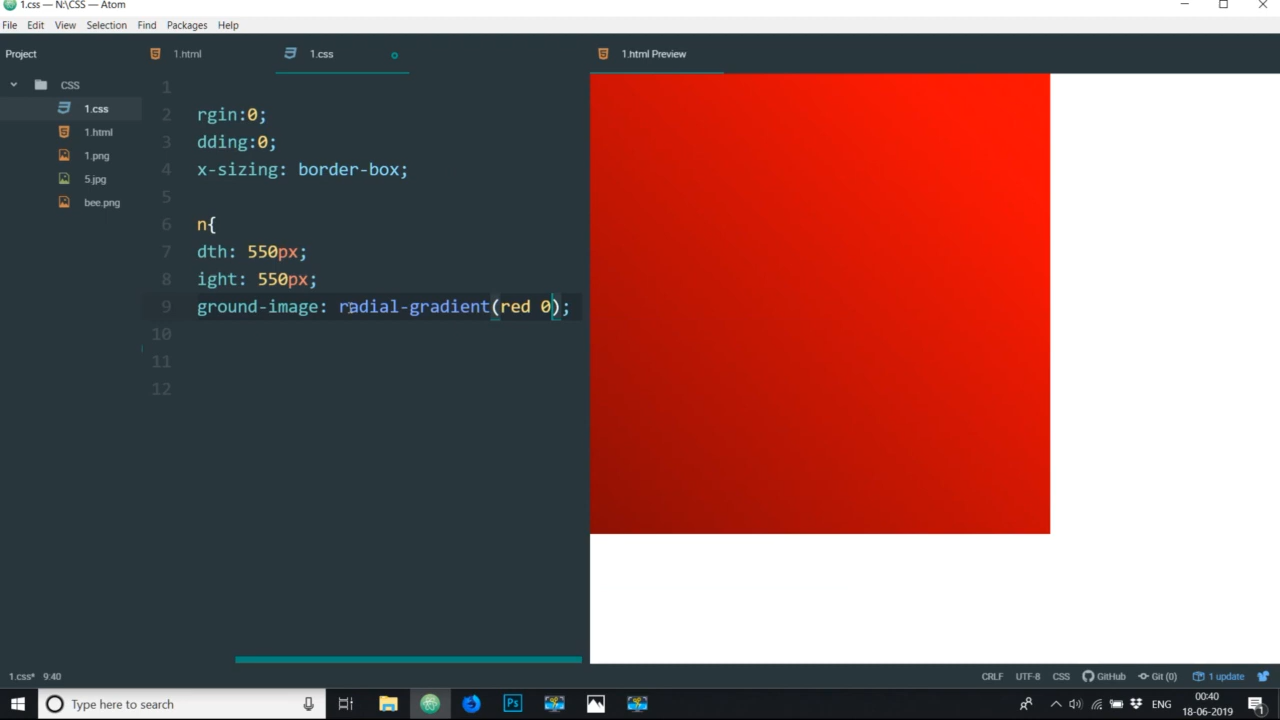 1.css — N:\CSS — Atom
File Edit View Selection Find Packages Help
Project
1.html
1.css
1.html Preview
CSS
1.css
1.html
1.png
5.jpg
bee.png
1
2 rgin:0;
3 dding:0;
4 x-sizing: border-box;
5
6 n{
7 dth: 550px;
8 ight: 550px;
9 ground-image: radial-gradient(red 0);
10
11
12
1.css* 9:40 CRLF UTF-8 CSS GitHub Git (0) 1 update
Type here to search
Ps
ENG
00:40
18-06-2019
1